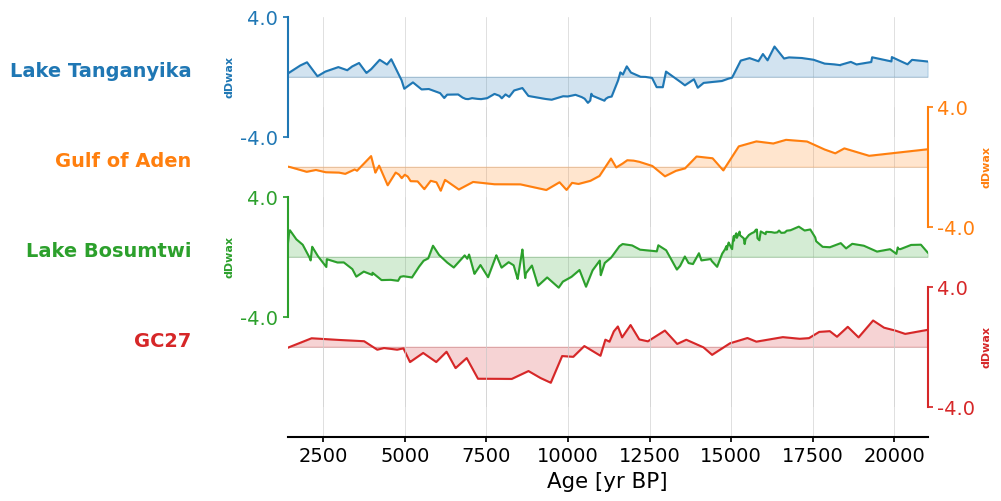 4.0
Lake Tanganyika
dDwax
-4.0
4.0
Gulf of Aden
dDwax
-4.0
4.0
Lake Bosumtwi
dDwax
-4.0
4.0
GC27
dDwax
-4.0
2500 5000 7500 10000 12500 15000 17500 20000
Age [yr BP]